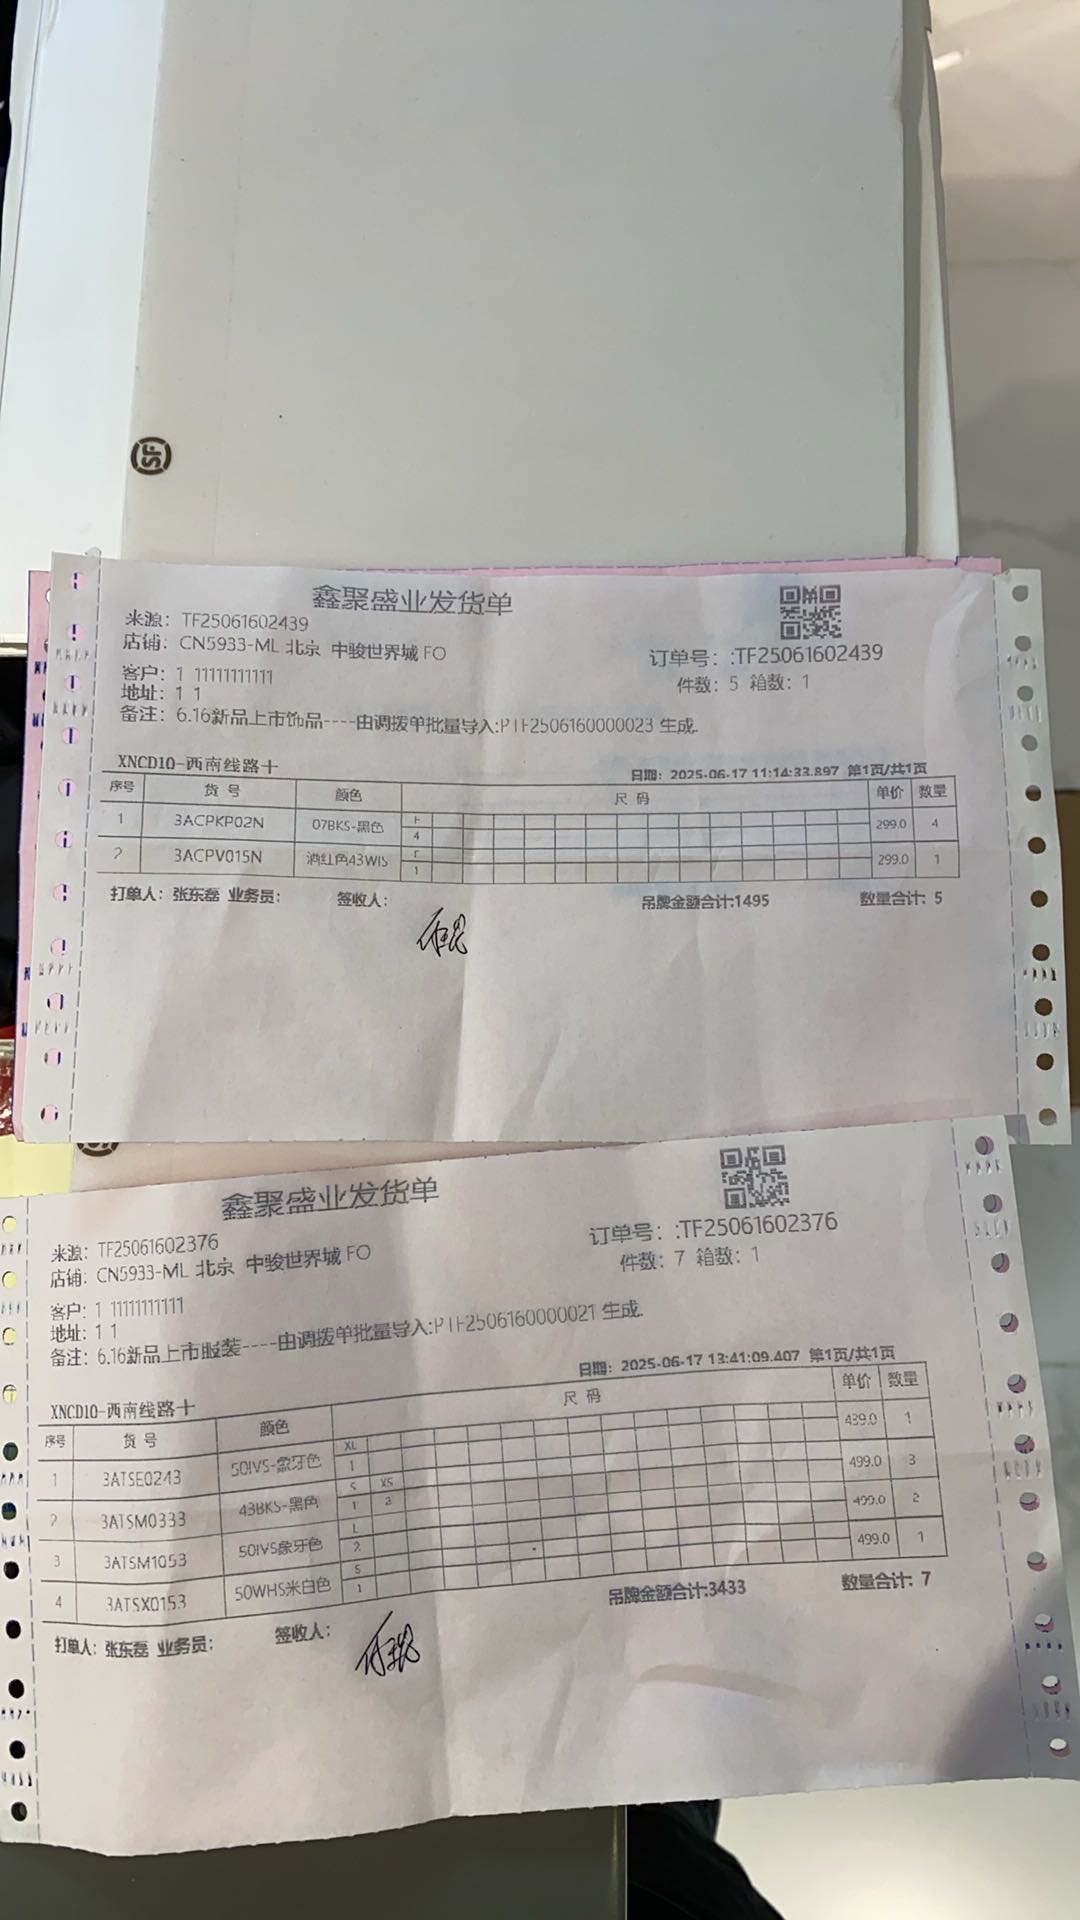 SF
鑫聚盛业发货单
来源: TF25061602439
店铺: CN5933-ML 北京 中骏世界城 FO
订单号: :TF25061602439
客户: 1 11111111111
件数: 5 箱数: 1
地址: 1 1
备注: 6.16新品上市饰品----由调拨单批量导入:PTF2506160000023 生成.
XNCD10-西南线路十
日期: 2025-06-17 11:14:33.897 第1页/共1页
序号 货号 颜色 尺码 单价 数量
1 3ACPKP02N 07BKS-黑色 F 4 299.0 4
2 3ACPV015N 酒红色43WIS F 1 299.0 1
打单人: 张东磊 业务员: 签收人: 吊牌金额合计:1495 数量合计: 5
鑫聚盛业发货单
来源: TF25061602376
订单号: :TF25061602376
店铺: CN5933-ML 北京 中骏世界城 FO
件数: 7 箱数: 1
客户: 1 11111111111
地址: 1 1
备注: 6.16新品上市服装----由调拨单批量导入:PTF2506160000021 生成.
日期: 2025-06-17 13:41:09.407 第1页/共1页
XNCD10-西南线路十
序号 货号 颜色 尺码 单价 数量
1 3ATSE0243 50IVS-象牙色 XL 1 439.0 1
2 3ATSM0333 43BKS-黑色 S XS 1 2 499.0 3
3 3ATSM1053 50IVS象牙色 L 2 499.0 2
4 3ATSX0153 50WHS米白色 S 1 499.0 1
吊牌金额合计:3433 数量合计: 7
打单人: 张东磊 业务员: 签收人: